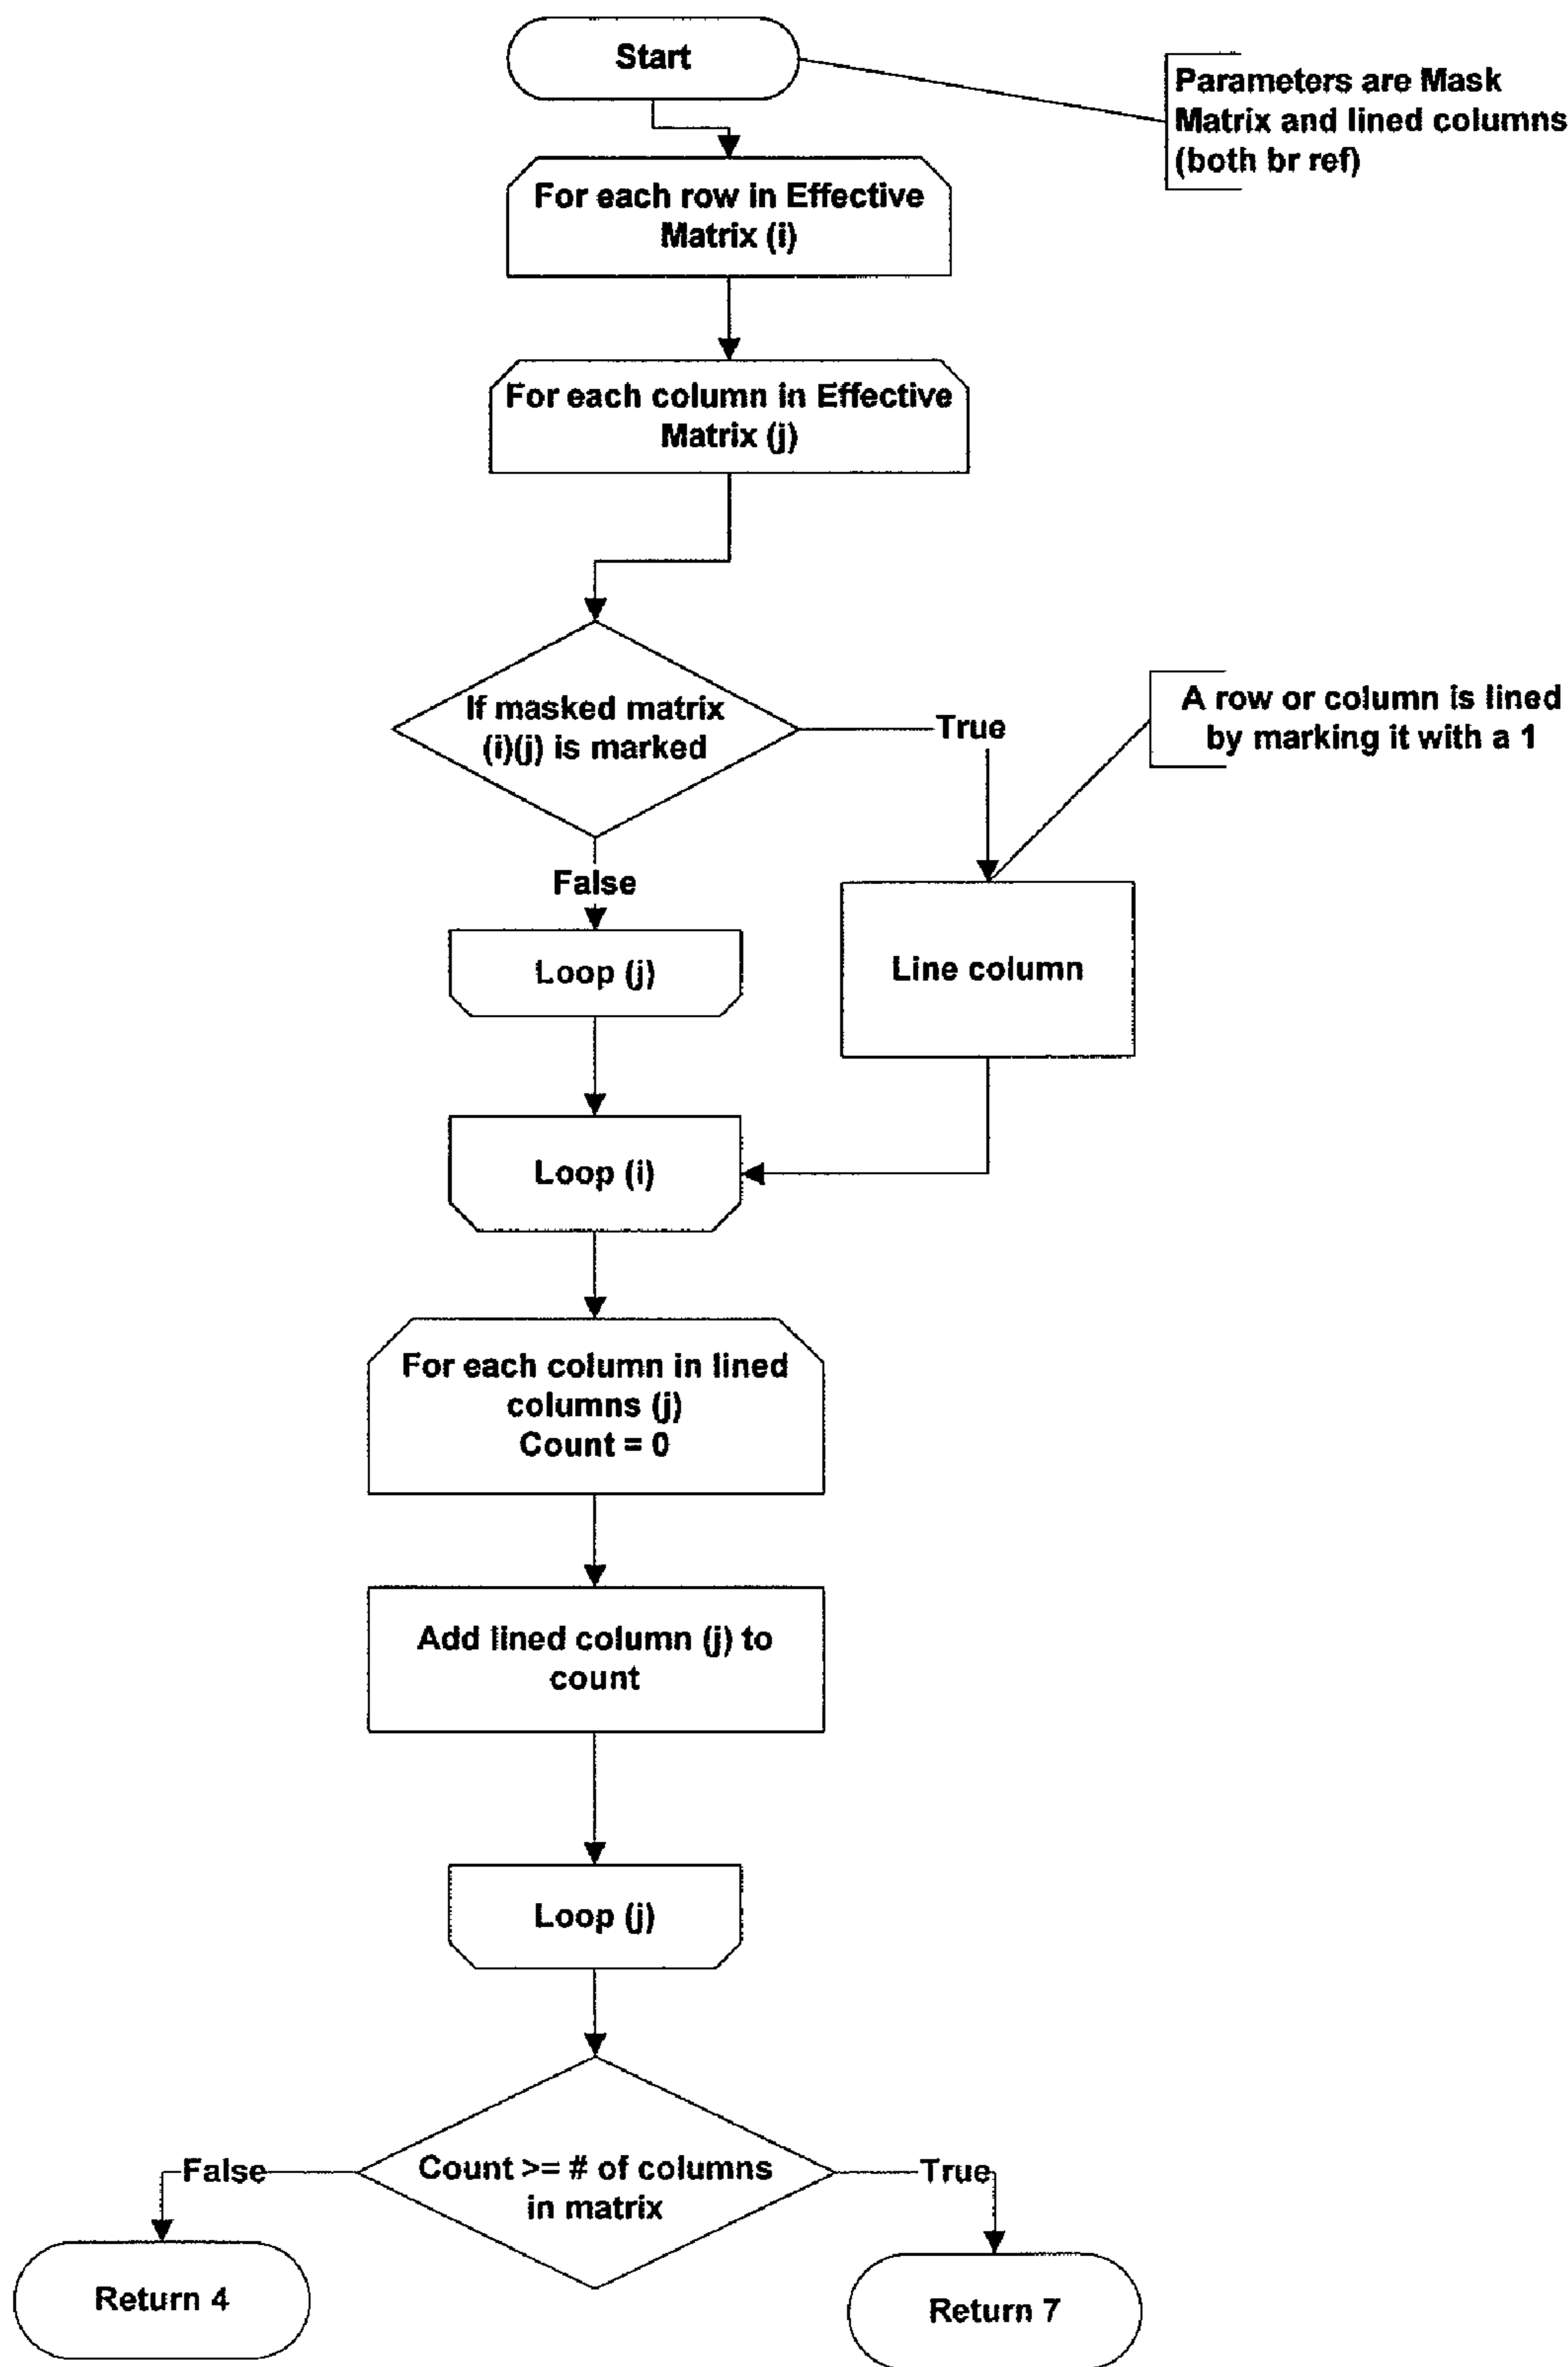 Start
Parameters are Mask
Matrix and lined columns
(both br ref)
For each row in Effective
Matrix (i)
For each column in Effective
Matrix (j)
If masked matrix
(i)(j) is marked
True
A row or column is lined
by marking it with a 1
False
Loop (j)
Line column
Loop (i)
For each column in lined
columns (j)
Count = 0
Add lined column (j) to
count
Loop (j)
False
Count >= # of columns
in matrix
True
Return 4
Return 7